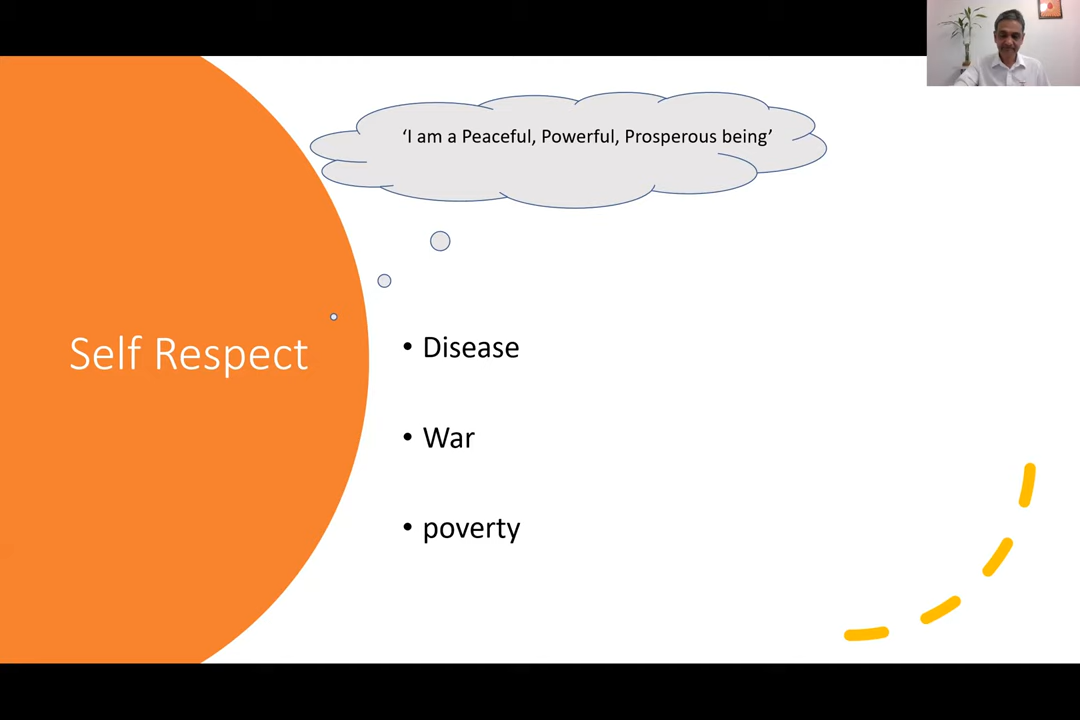 ‘I am a Peaceful, Powerful, Prosperous being’
Self Respect
• Disease
• War
• poverty